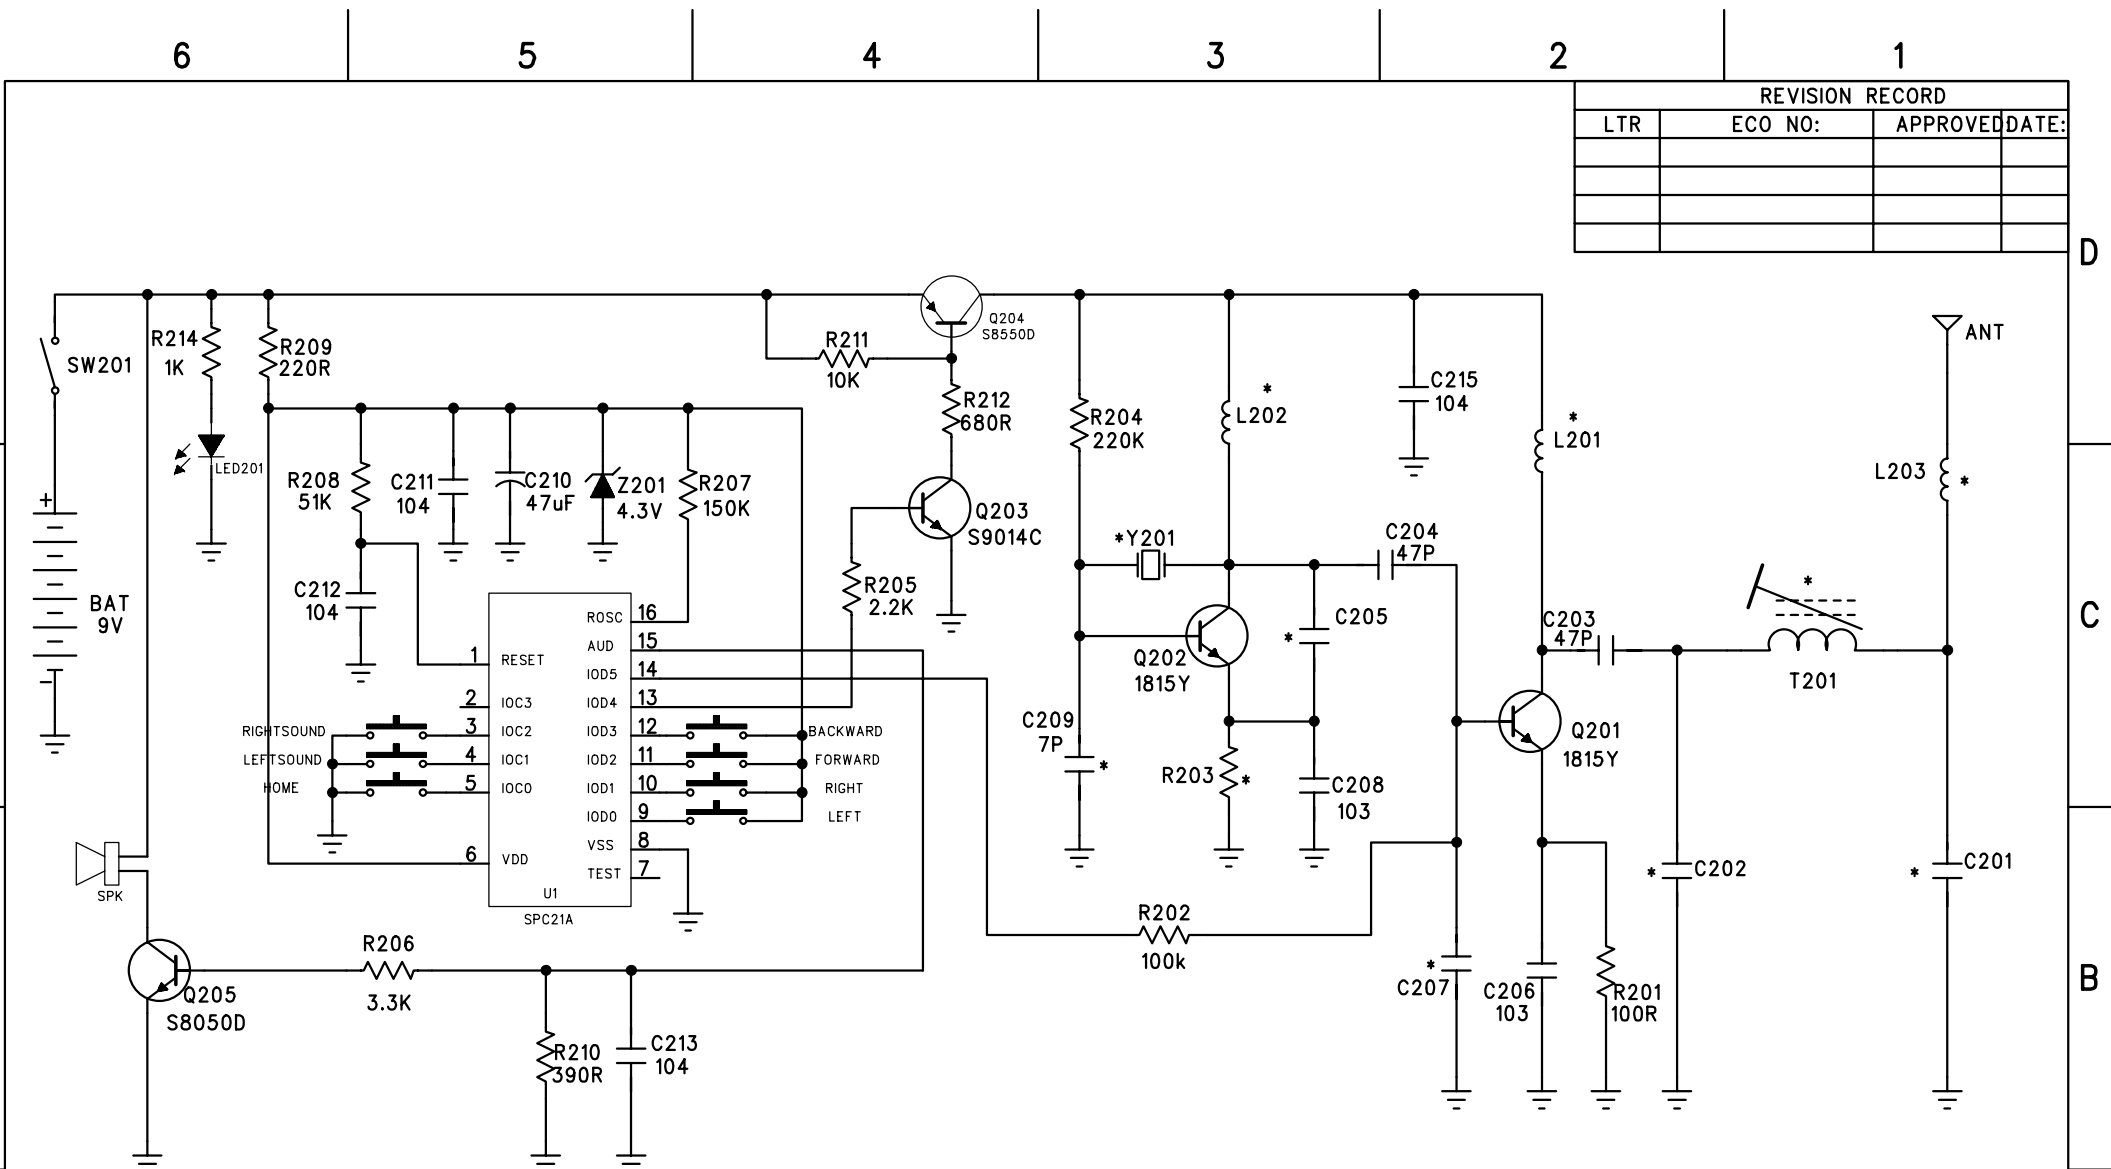 6 5 4 3 2 1
REVISION RECORD
LTR ECO NO: APPROVED: DATE:
D
C
B
SW201
BAT
9V
+
-
R214
1K
LED201
R209
220R
R208
51K
C211
104
C210
47uF
Z201
4.3V
R207
150K
C212
104
R211
10K
Q204
S8550D
R212
680R
Q203
S9014C
R205
2.2K
1 RESET
2 IOC3
3 IOC2
4 IOC1
5 IOC0
6 VDD
ROSC 16
AUD 15
IOD5 14
IOD4 13
IOD3 12
IOD2 11
IOD1 10
IOD0 9
VSS 8
TEST 7
U1
SPC21A
RIGHTSOUND
LEFTSOUND
HOME
BACKWARD
FORWARD
RIGHT
LEFT
SPK
Q205
S8050D
R206
3.3K
R210
390R
C213
104
R204
220K
*
L202
*Y201
Q202
1815Y
C209
7P
*
R203
*
C205
*
C208
103
C215
104
C204
47P
*
L201
C203
47P
Q201
1815Y
R202
100k
*
C207
C206
103
R201
100R
*
C202
*
T201
ANT
L203
*
*
C201